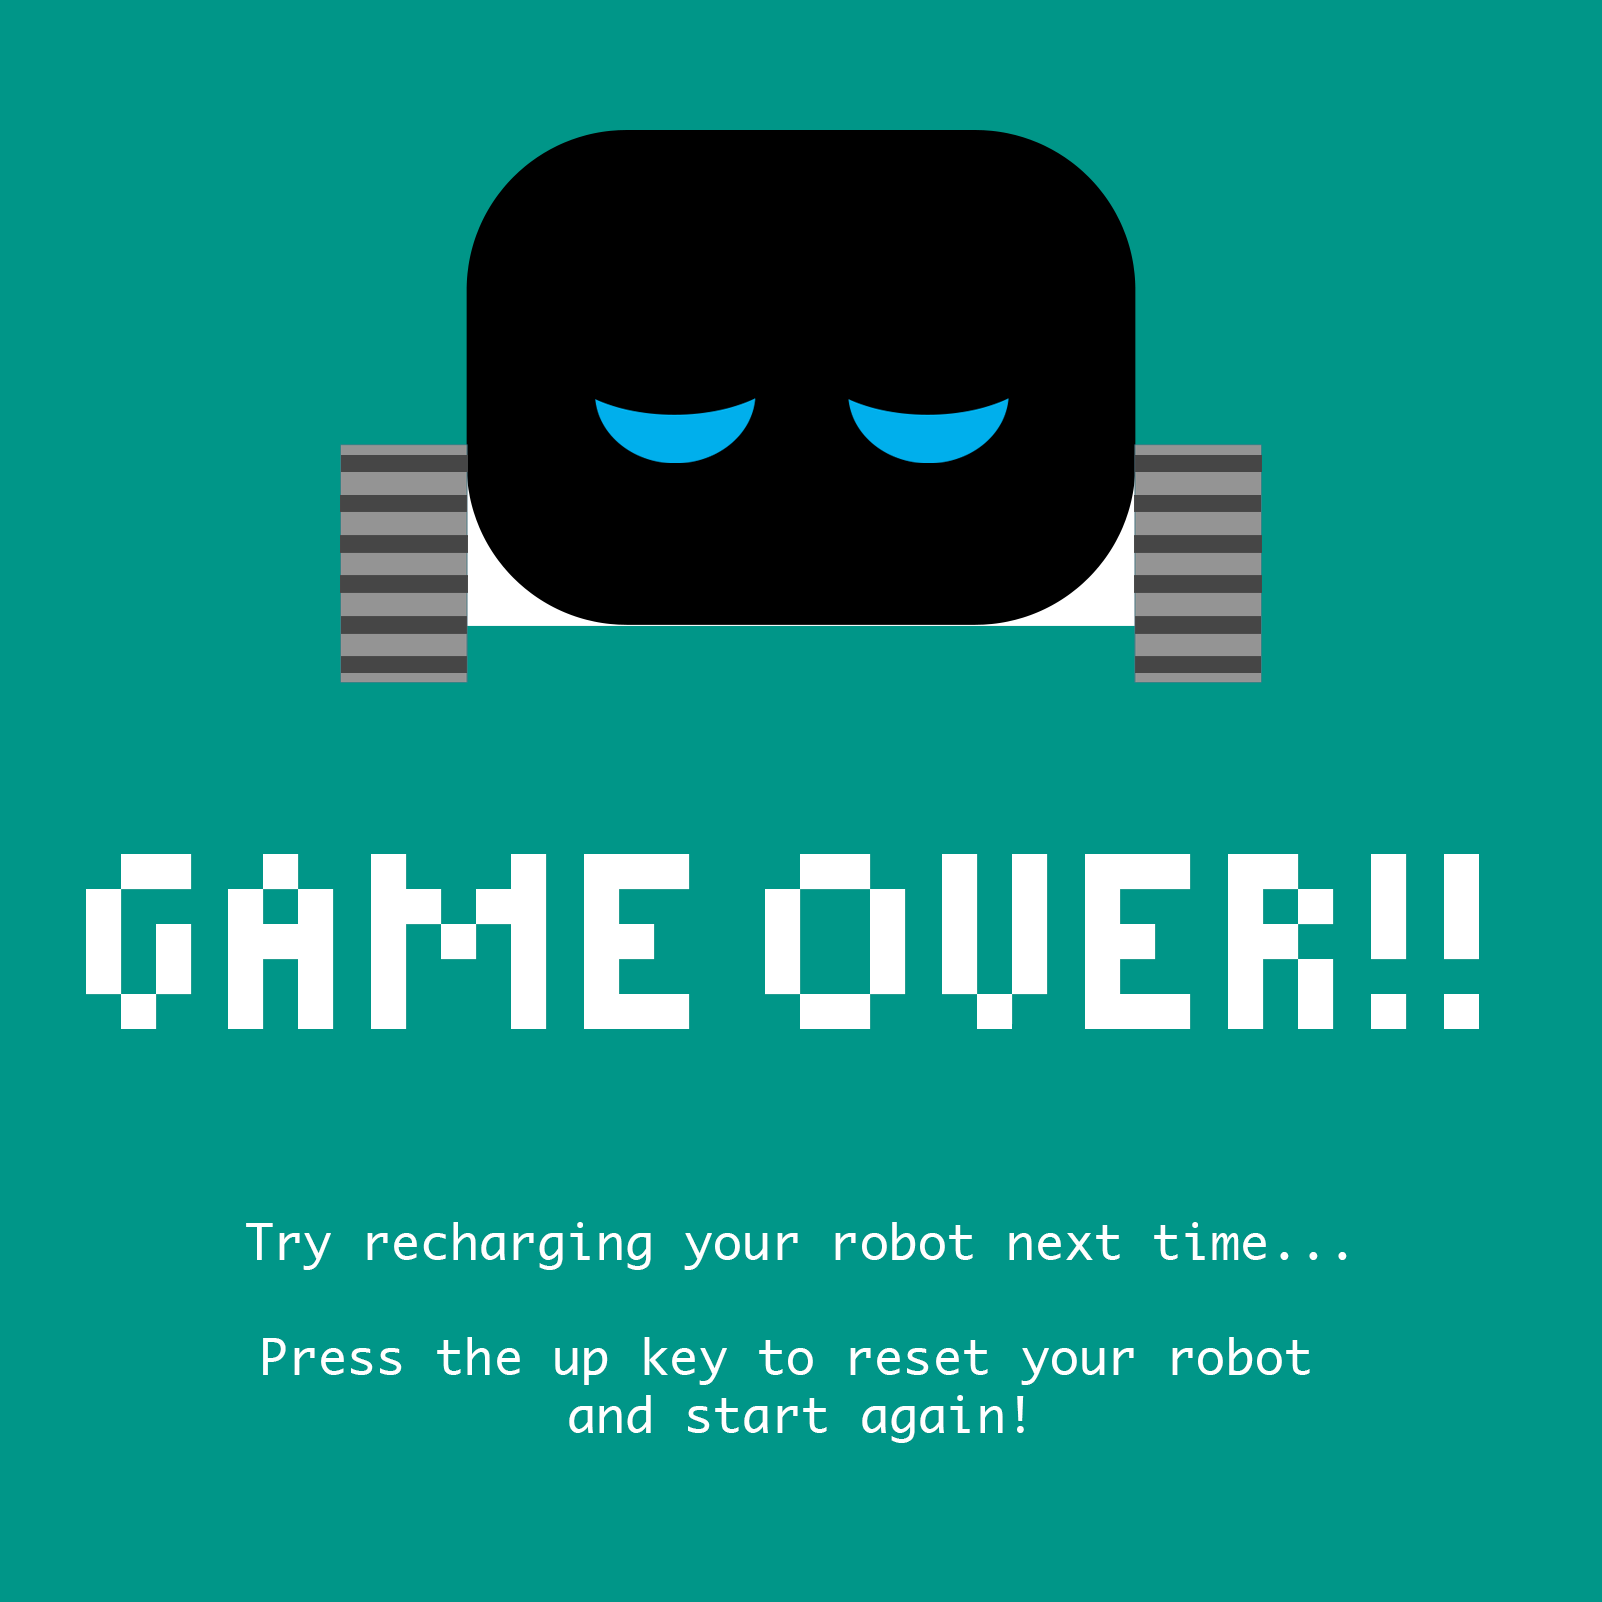 GAME OVER!!
Try recharging your robot next time...
Press the up key to reset your robot
and start again!